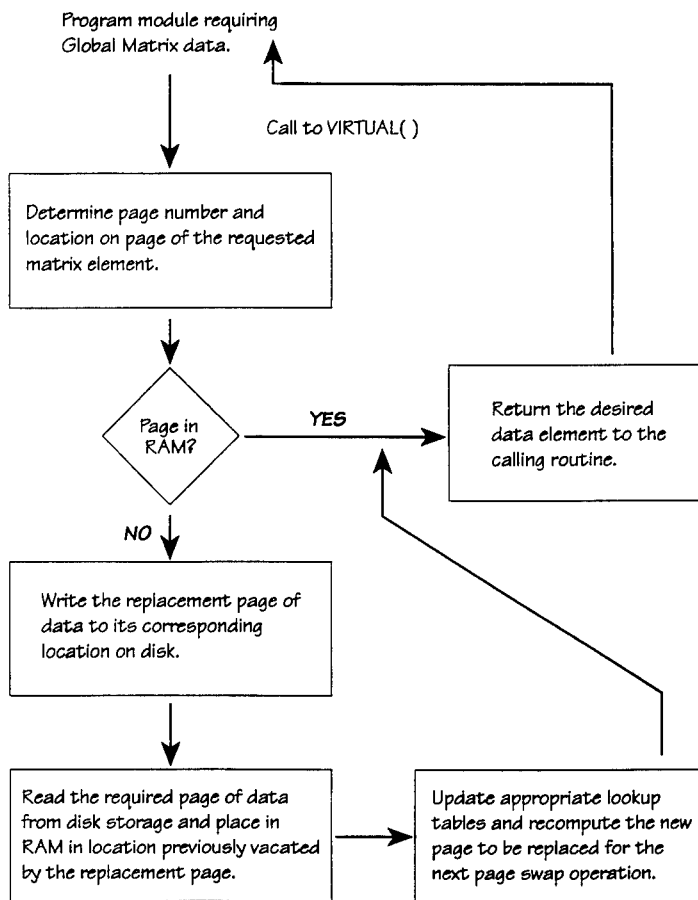 Program module requiring
Global Matrix data.
Call to VIRTUAL( )
Determine page number and
location on page of the requested
matrix element.
Page in
RAM?
YES
Return the desired
data element to the
calling routine.
NO
Write the replacement page of
data to its corresponding
location on disk.
Read the required page of data
from disk storage and place in
RAM in location previously vacated
by the replacement page.
Update appropriate lookup
tables and recompute the new
page to be replaced for the
next page swap operation.